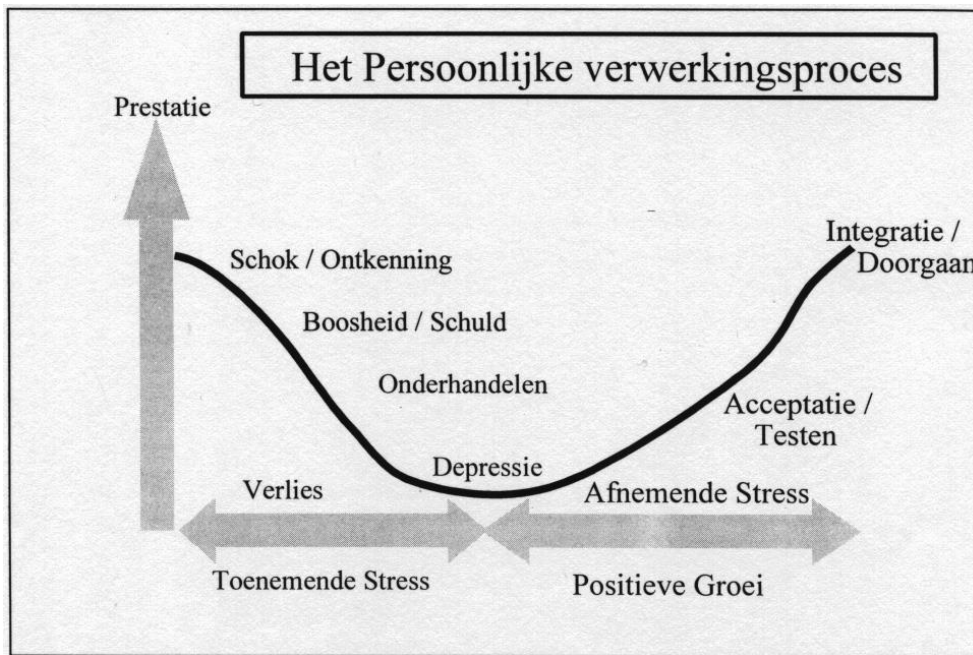 Het Persoonlijke verwerkingsproces
Prestatie
Schok / Ontkenning
Boosheid / Schuld
Onderhandelen
Depressie
Integratie /
Doorgaan
Acceptatie /
Testen
Verlies
Afnemende Stress
Toenemende Stress
Positieve Groei